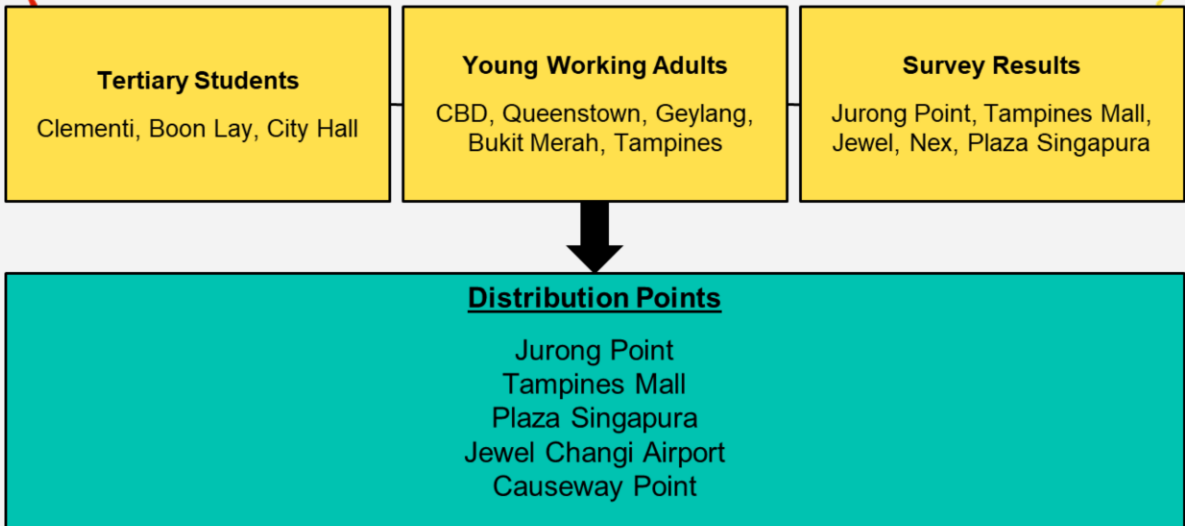 Tertiary Students
Clementi, Boon Lay, City Hall
Young Working Adults
CBD, Queenstown, Geylang,
Bukit Merah, Tampines
Survey Results
Jurong Point, Tampines Mall,
Jewel, Nex, Plaza Singapura
Distribution Points
Jurong Point
Tampines Mall
Plaza Singapura
Jewel Changi Airport
Causeway Point